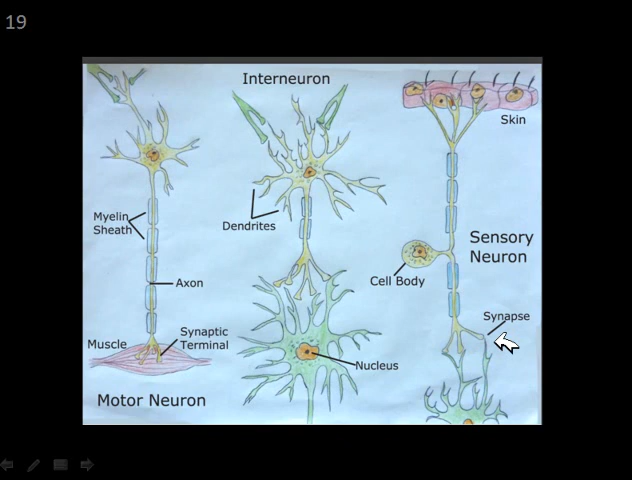 19
Interneuron
Skin
Myelin
Sheath
Dendrites
Sensory
Neuron
Axon
Cell Body
Synapse
Synaptic
Terminal
Muscle
Nucleus
Motor Neuron